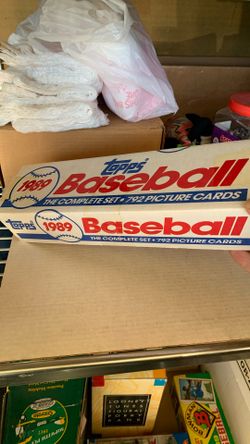 Topps
1989
Baseball
THE COMPLETE SET • 792 PICTURE CARDS
Topps
1989
Baseball
THE COMPLETE SET • 792 PICTURE CARDS
LOONEY
TUNES